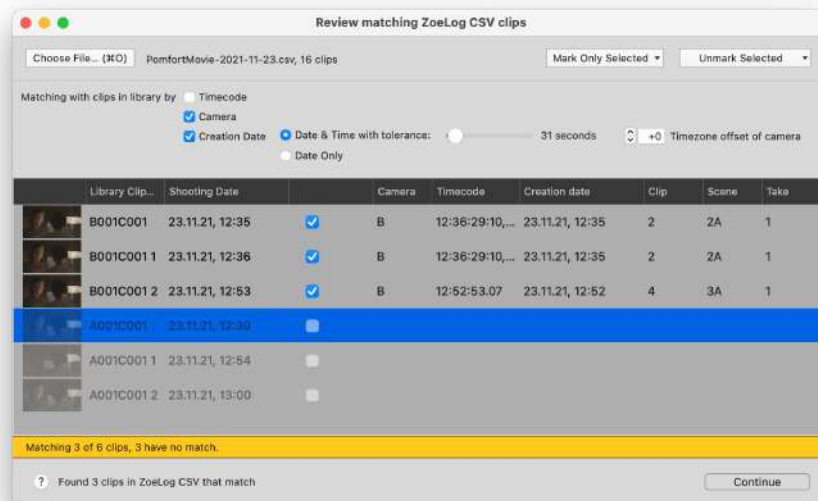 Review matching ZoeLog CSV clips
Choose File... (⌘O) PomfortMovie-2021-11-23.csv, 16 clips Mark Only Selected Unmark Selected
Matching with clips in library by Timecode
Camera
Creation Date Date & Time with tolerance: 31 seconds +0 Timezone offset of camera
Date Only
Library Clip... Shooting Date Camera Timecode Creation date Clip Scene Take
B001C001 23.11.21, 12:35 B 12:36:29:10,... 23.11.21, 12:35 2 2A 1
B001C001 1 23.11.21, 12:36 B 12:36:29:10,... 23.11.21, 12:35 2 2A 1
B001C001 2 23.11.21, 12:53 B 12:52:53.07 23.11.21, 12:52 4 3A 1
A001C001 23.11.21, 12:30
A001C001 1 23.11.21, 12:54
A001C001 2 23.11.21, 13:00
Matching 3 of 6 clips, 3 have no match.
? Found 3 clips in ZoeLog CSV that match Continue